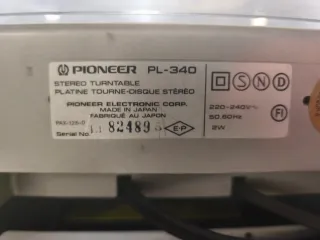 PIONEER PL-340
STEREO TURNTABLE
PLATINE TOURNE-DISQUE STÉRÉO
PIONEER ELECTRONIC CORP.
MADE IN JAPAN
FABRIQUÉ AU JAPON
Serial No.
82489
E-P
S N D
220-240V~
50,60Hz
2W
FI